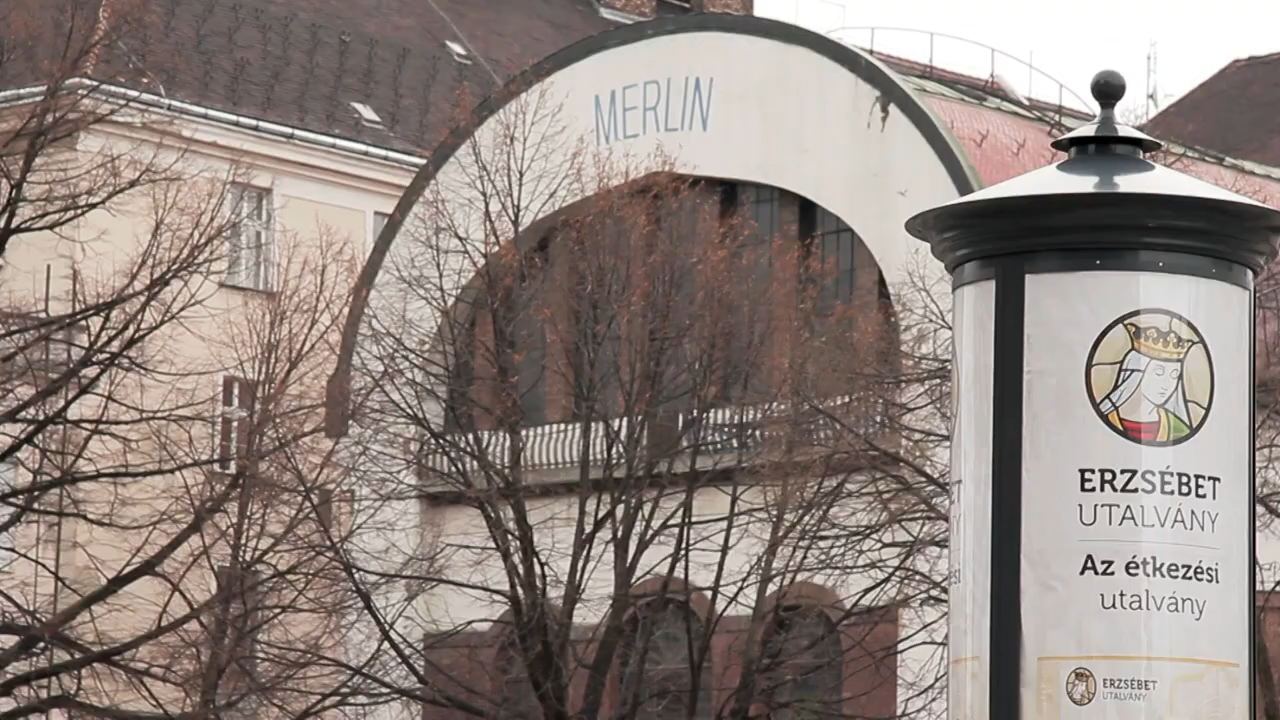 MERLIN
ERZSÉBET
UTALVÁNY
Az étkezési
utalvány
ERZSÉBET
UTALVÁNY